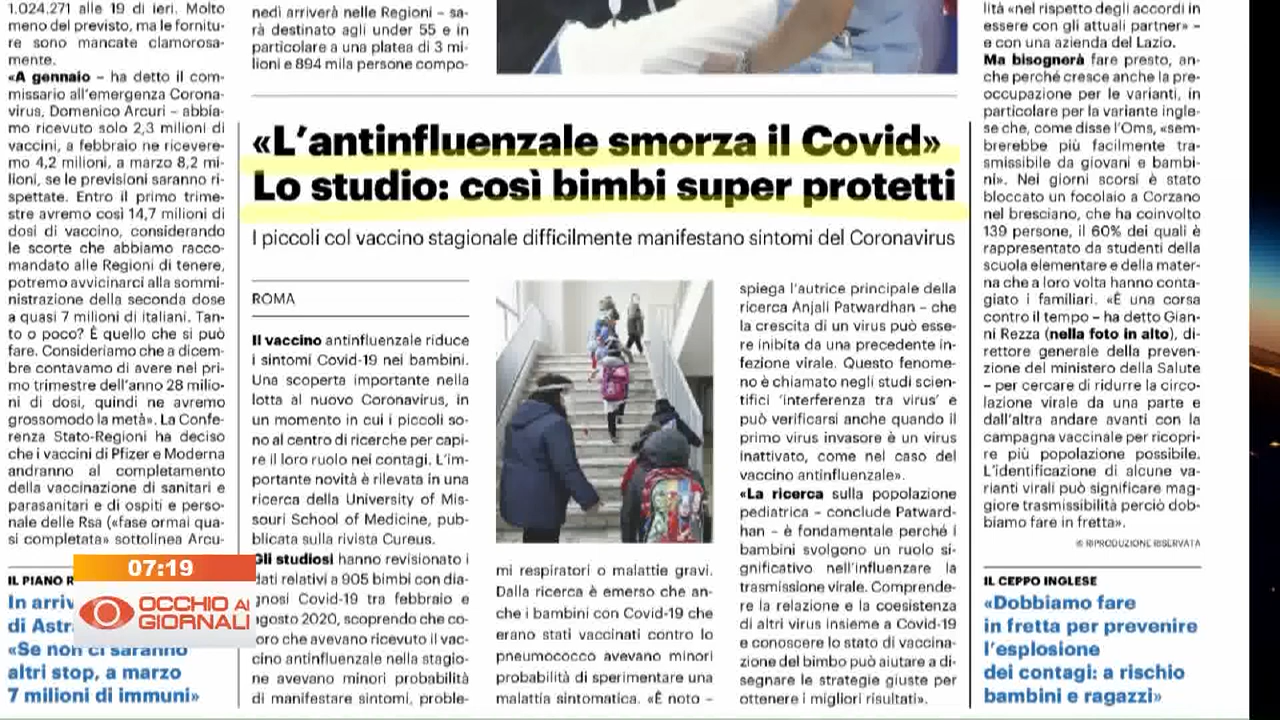 1.024.271 alle 19 di ieri. Molto
meno del previsto, ma le fornitu-
re sono mancate clamorosa-
mente.
«A gennaio – ha detto il com-
missario all'emergenza Corona-
virus, Domenico Arcuri – abbia-
mo ricevuto solo 2,3 milioni di
vaccini, a febbraio ne ricevere-
mo 4,2 milioni, a marzo 8,2 mi-
lioni, se le previsioni saranno ri-
spettate. Entro il primo trime-
stre avremo così 14,7 milioni di
dosi di vaccino, considerando
le scorte che abbiamo racco-
mandato alle Regioni di tenere,
potremo avvicinarci alla sommi-
nistrazione della seconda dose
a quasi 7 milioni di italiani. Tan-
to o poco? È quello che si può
fare. Consideriamo che a dicem-
bre contavamo di avere nel pri-
mo trimestre dell'anno 28 milio-
ni di dosi, quindi ne avremo
grossomodo la metà». La Confe-
renza Stato-Regioni ha deciso
che i vaccini di Pfizer e Moderna
andranno al completamento
della vaccinazione di sanitari e
parasanitari e di ospiti e perso-
nale delle Rsa («fase ormai qua-
si completata» sottolinea Arcu-
IL PIANO R
In arriv
di Astr
«Se non ci saranno
altri stop, a marzo
7 milioni di immuni»
07:19
OCCHIO AI
GIORNALI
nedì arriverà nelle Regioni – sa-
rà destinato agli under 55 e in
particolare a una platea di 3 mi-
lioni e 894 mila persone compo-
«L'antinfluenzale smorza il Covid»
Lo studio: così bimbi super protetti
I piccoli col vaccino stagionale difficilmente manifestano sintomi del Coronavirus
ROMA
Il vaccino antinfluenzale riduce
i sintomi Covid-19 nei bambini.
Una scoperta importante nella
lotta al nuovo Coronavirus, in
un momento in cui i piccoli so-
no al centro di ricerche per capi-
re il loro ruolo nei contagi. L'im-
portante novità è rilevata in una
ricerca della University of Mis-
souri School of Medicine, pub-
blicata sulla rivista Cureus.
Gli studiosi hanno revisionato i
dati relativi a 905 bimbi con dia-
gnosi Covid-19 tra febbraio e
agosto 2020, scoprendo che co-
loro che avevano ricevuto il vac-
cino antinfluenzale nella stagio-
ne avevano minori probabilità
di manifestare sintomi, proble-
mi respiratori o malattie gravi.
Dalla ricerca è emerso che an-
che i bambini con Covid-19 che
erano stati vaccinati contro lo
pneumococco avevano minori
probabilità di sperimentare una
malattia sintomatica. «È noto –
spiega l'autrice principale della
ricerca Anjali Patwardhan – che
la crescita di un virus può esse-
re inibita da una precedente in-
fezione virale. Questo fenome-
no è chiamato negli studi scien-
tifici 'interferenza tra virus' e
può verificarsi anche quando il
primo virus invasore è un virus
inattivato, come nel caso del
vaccino antinfluenzale».
«La ricerca sulla popolazione
pediatrica – conclude Patward-
han – è fondamentale perché i
bambini svolgono un ruolo si-
gnificativo nell'influenzare la
trasmissione virale. Comprende-
re la relazione e la coesistenza
di altri virus insieme a Covid-19
e conoscere lo stato di vaccina-
zione del bimbo può aiutare a di-
segnare le strategie giuste per
ottenere i migliori risultati».
lità «nel rispetto degli accordi in
essere con gli attuali partner» –
e con una azienda del Lazio.
Ma bisognerà fare presto, an-
che perché cresce anche la pre-
occupazione per le varianti, in
particolare per la variante ingle-
se che, come disse l'Oms, «sem-
brerebbe più facilmente tra-
smissibile da giovani e bambi-
ni». Nei giorni scorsi è stato
bloccato un focolaio a Corzano
nel bresciano, che ha coinvolto
139 persone, il 60% dei quali è
rappresentato da studenti della
scuola elementare e della mater-
na che a loro volta hanno conta-
giato i familiari. «È una corsa
contro il tempo – ha detto Gian-
ni Rezza (nella foto in alto), di-
rettore generale della preven-
zione del ministero della Salute
– per cercare di ridurre la circo-
lazione virale da una parte e
dall'altra andare avanti con la
campagna vaccinale per ricopri-
re più popolazione possibile.
L'identificazione di alcune va-
rianti virali può significare mag-
giore trasmissibilità perciò dob-
biamo fare in fretta».
© RIPRODUZIONE RISERVATA
IL CEPPO INGLESE
«Dobbiamo fare
in fretta per prevenire
l'esplosione
dei contagi: a rischio
bambini e ragazzi»